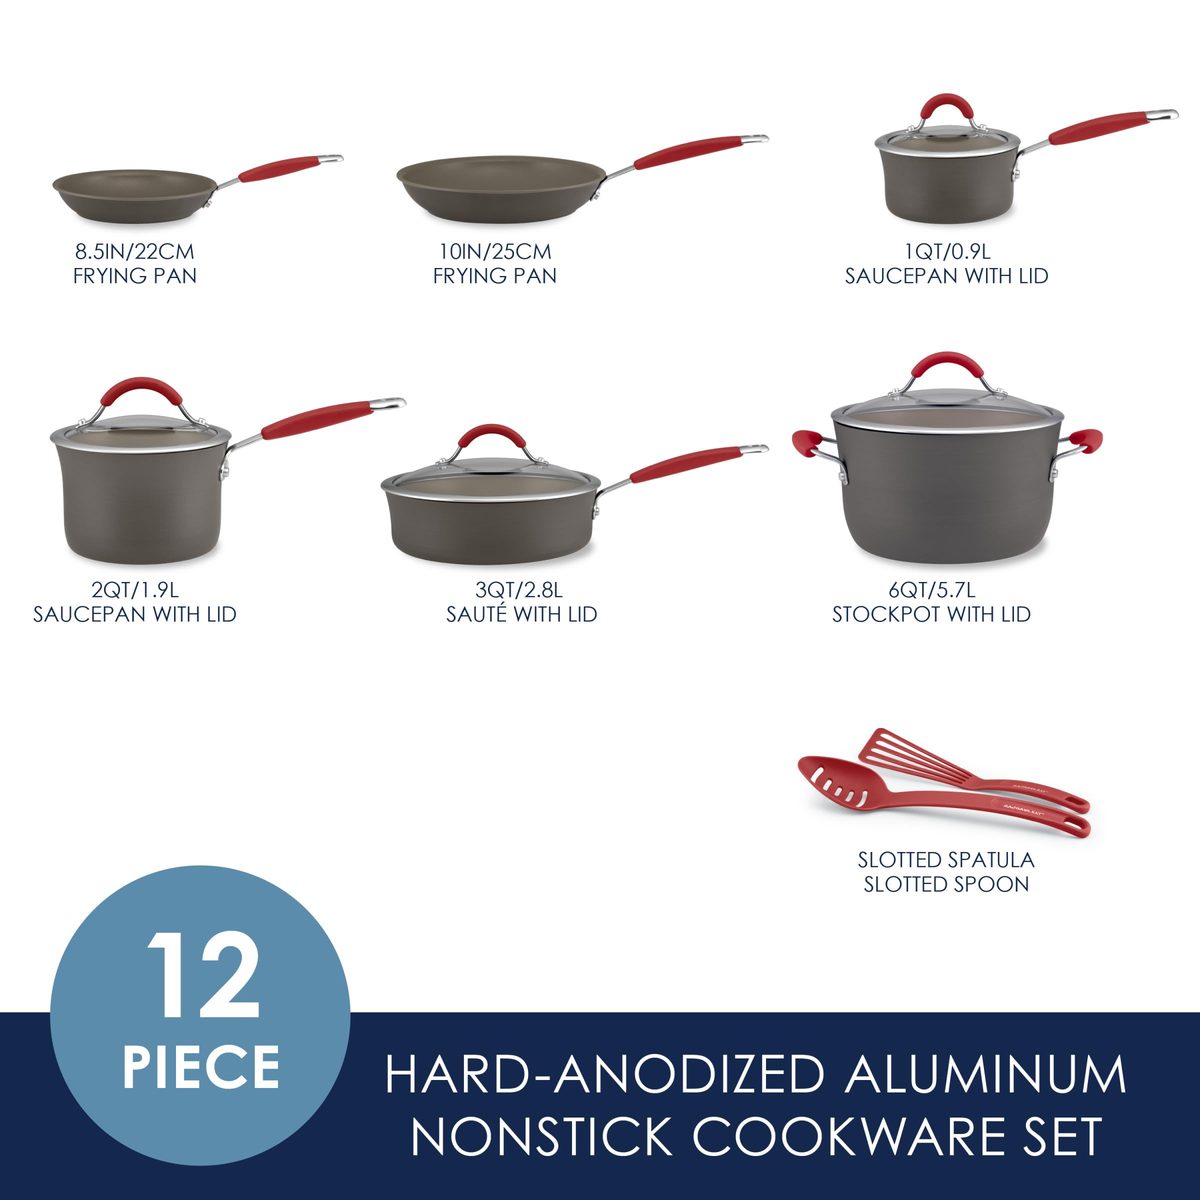 8.5IN/22CM
FRYING PAN
10IN/25CM
FRYING PAN
1QT/0.9L
SAUCEPAN WITH LID
2QT/1.9L
SAUCEPAN WITH LID
3QT/2.8L
SAUTÉ WITH LID
6QT/5.7L
STOCKPOT WITH LID
SLOTTED SPATULA
SLOTTED SPOON
12
PIECE
HARD-ANODIZED ALUMINUM
NONSTICK COOKWARE SET